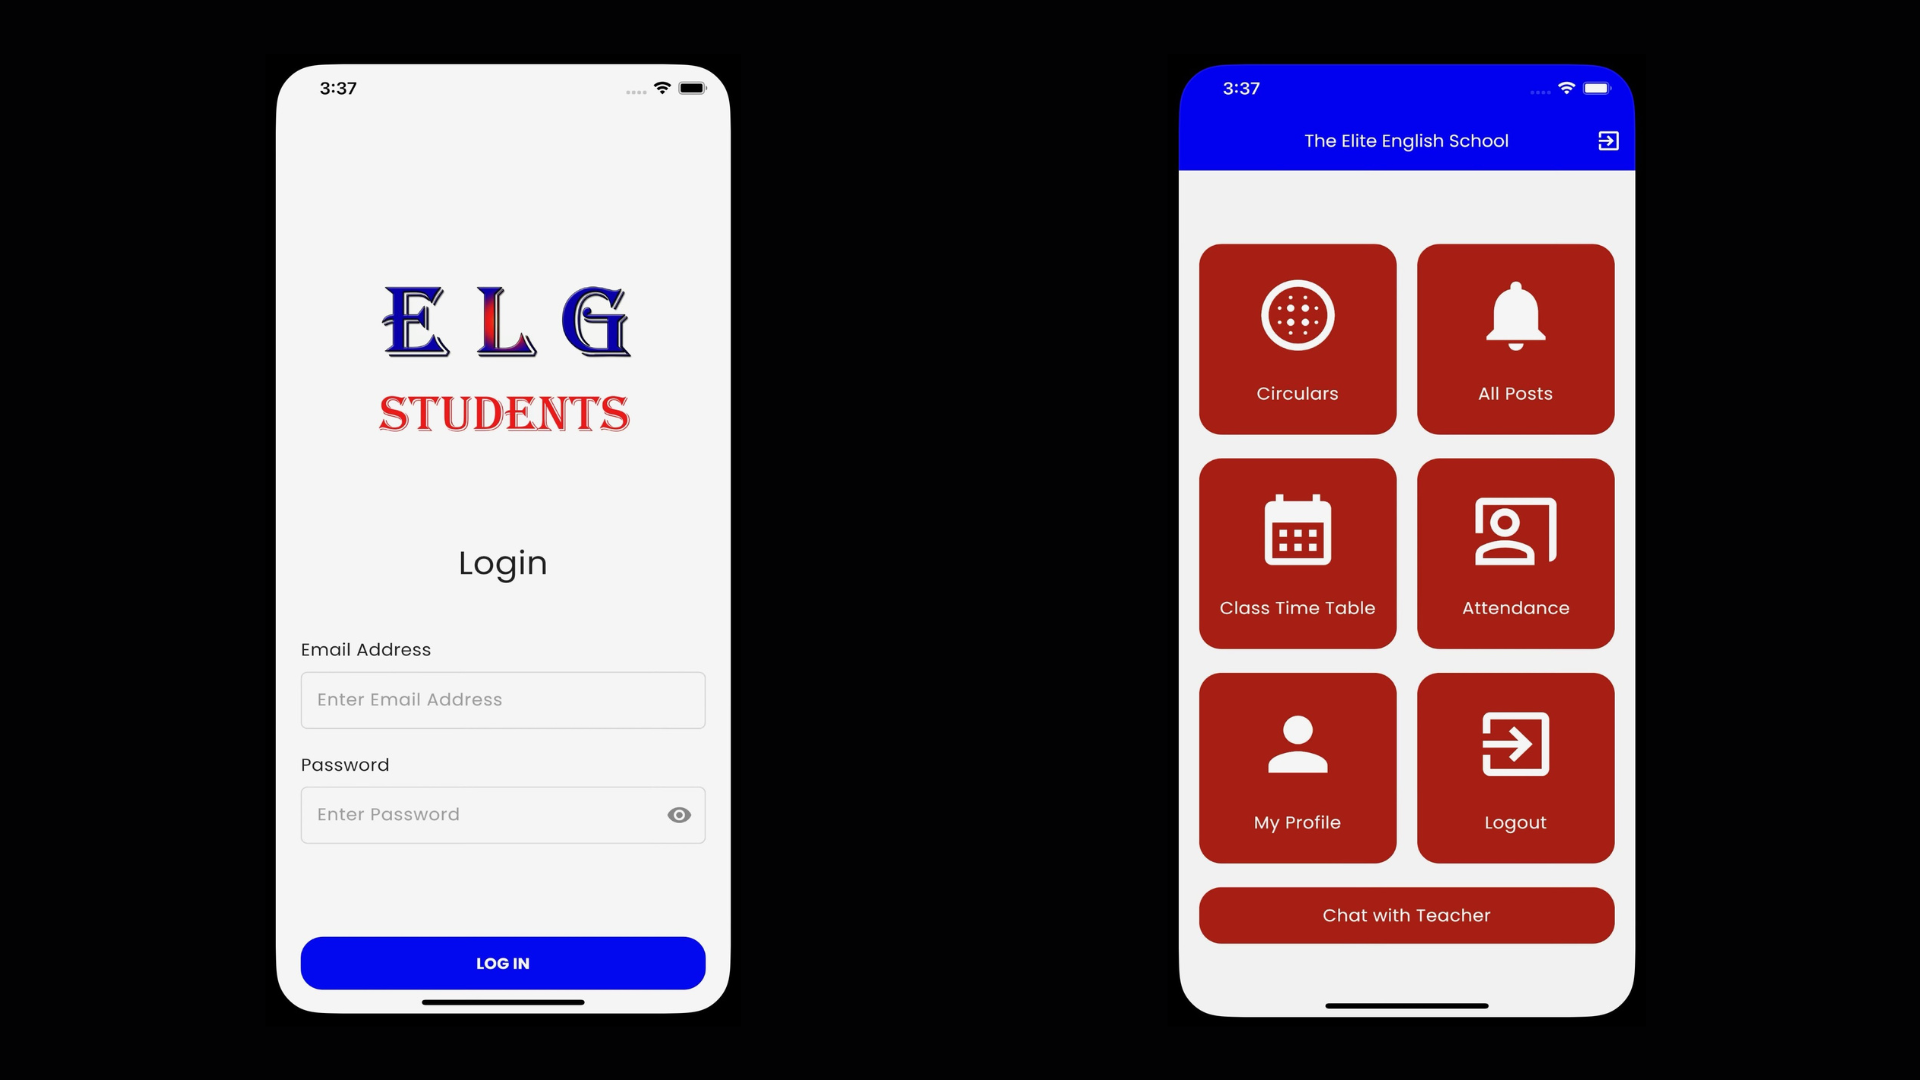 3:37
E L G
STUDENTS
Login
Email Address
Enter Email Address
Password
Enter Password
LOG IN
3:37
The Elite English School
Circulars
All Posts
Class Time Table
Attendance
My Profile
Logout
Chat with Teacher